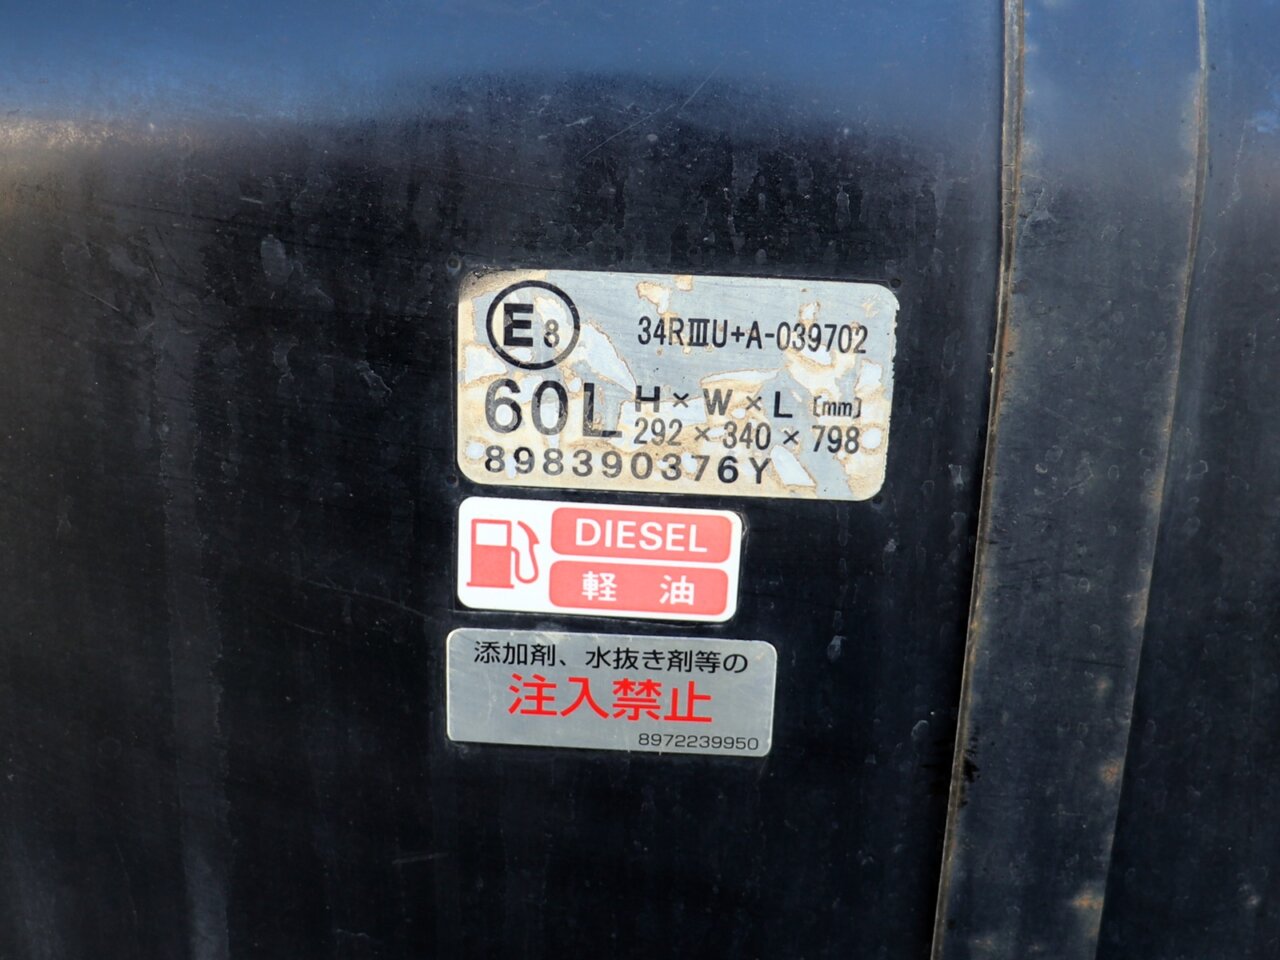 E8 34RⅢU+A-039702
60L H×W×L [mm]
292×340×798
898390376Y
DIESEL
軽 油
添加剤、水抜き剤等の
注入禁止
8972239950